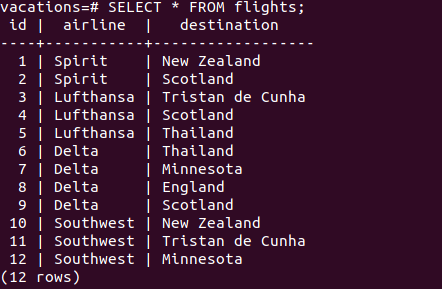 vacations=# SELECT * FROM flights;
 id |  airline  |   destination
----+-----------+------------------
  1 | Spirit    | New Zealand
  2 | Spirit    | Scotland
  3 | Lufthansa | Tristan de Cunha
  4 | Lufthansa | Scotland
  5 | Lufthansa | Thailand
  6 | Delta     | Thailand
  7 | Delta     | Minnesota
  8 | Delta     | England
  9 | Delta     | Scotland
 10 | Southwest | New Zealand
 11 | Southwest | Tristan de Cunha
 12 | Southwest | Minnesota
(12 rows)